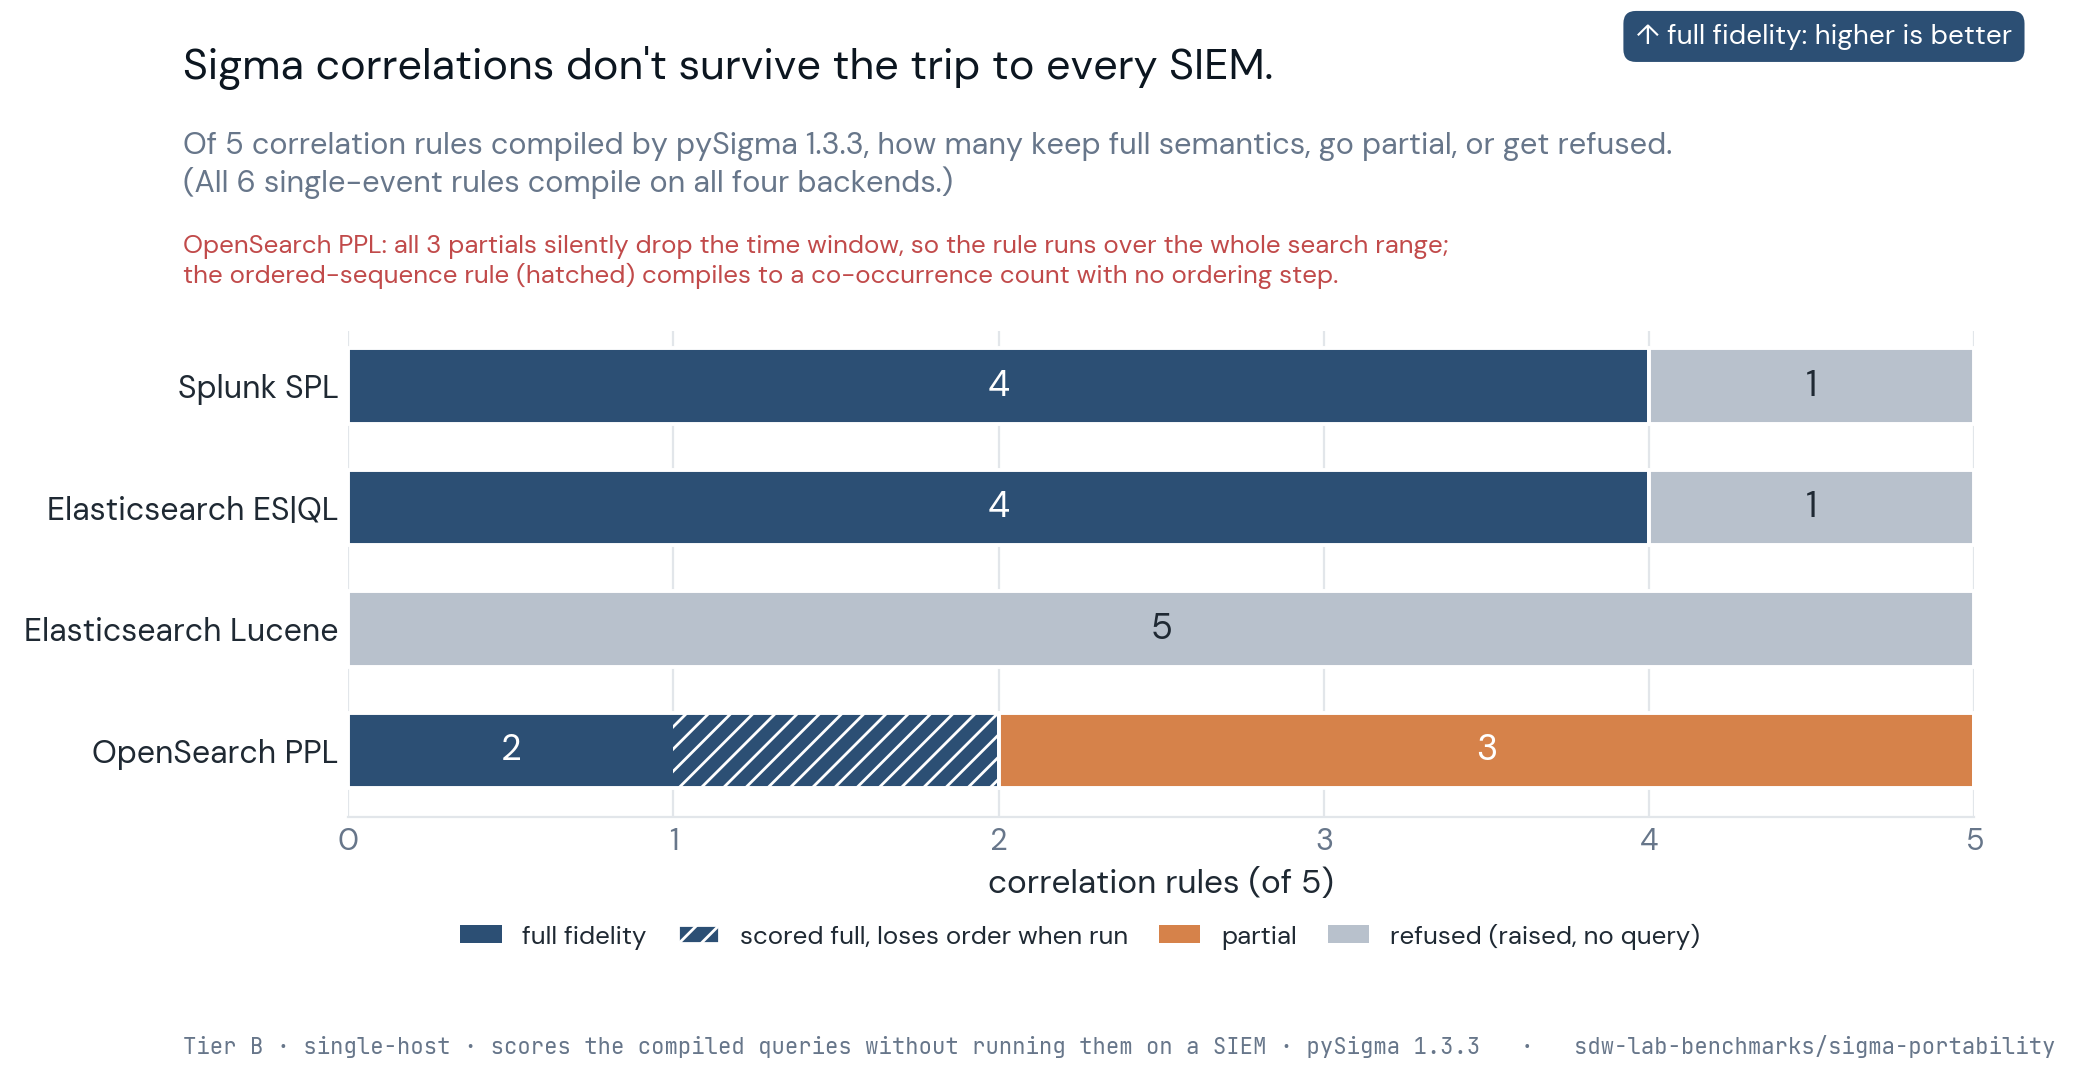 ↑ full fidelity: higher is better
Sigma correlations don't survive the trip to every SIEM.
Of 5 correlation rules compiled by pySigma 1.3.3, how many keep full semantics, go partial, or get refused.
(All 6 single-event rules compile on all four backends.)
OpenSearch PPL: all 3 partials silently drop the time window, so the rule runs over the whole search range;
the ordered-sequence rule (hatched) compiles to a co-occurrence count with no ordering step.
Splunk SPL 4 1
Elasticsearch ES|QL 4 1
Elasticsearch Lucene 5
OpenSearch PPL 2 3
0 1 2 3 4 5
correlation rules (of 5)
full fidelity scored full, loses order when run partial refused (raised, no query)
Tier B · single-host · scores the compiled queries without running them on a SIEM · pySigma 1.3.3 · sdw-lab-benchmarks/sigma-portability